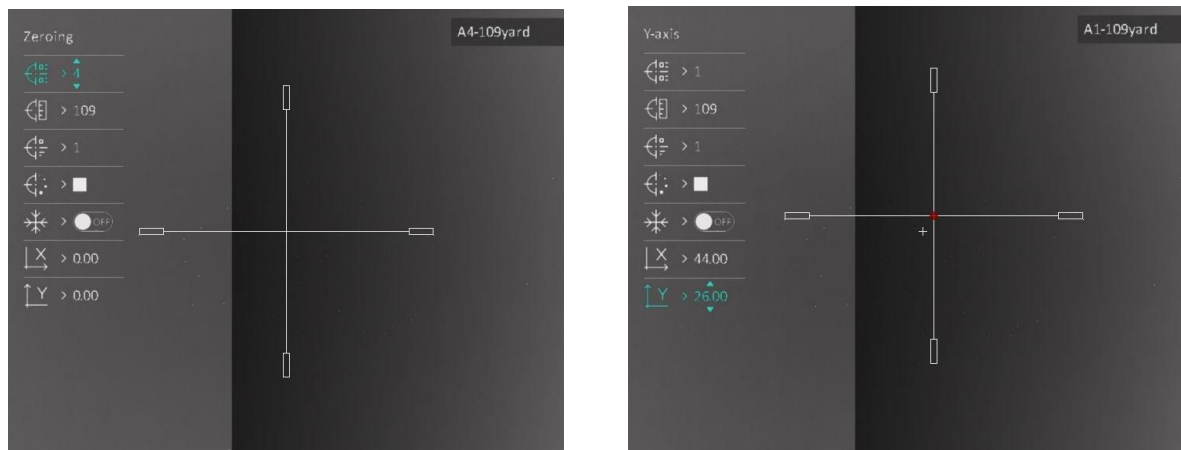 Zeroing
A4-109yard
> 4
> 109
> 1
>
> OFF
X > 0.00
Y > 0.00
Y-axis
A1-109yard
> 1
> 109
> 1
>
> OFF
X > 44.00
Y > 26.00